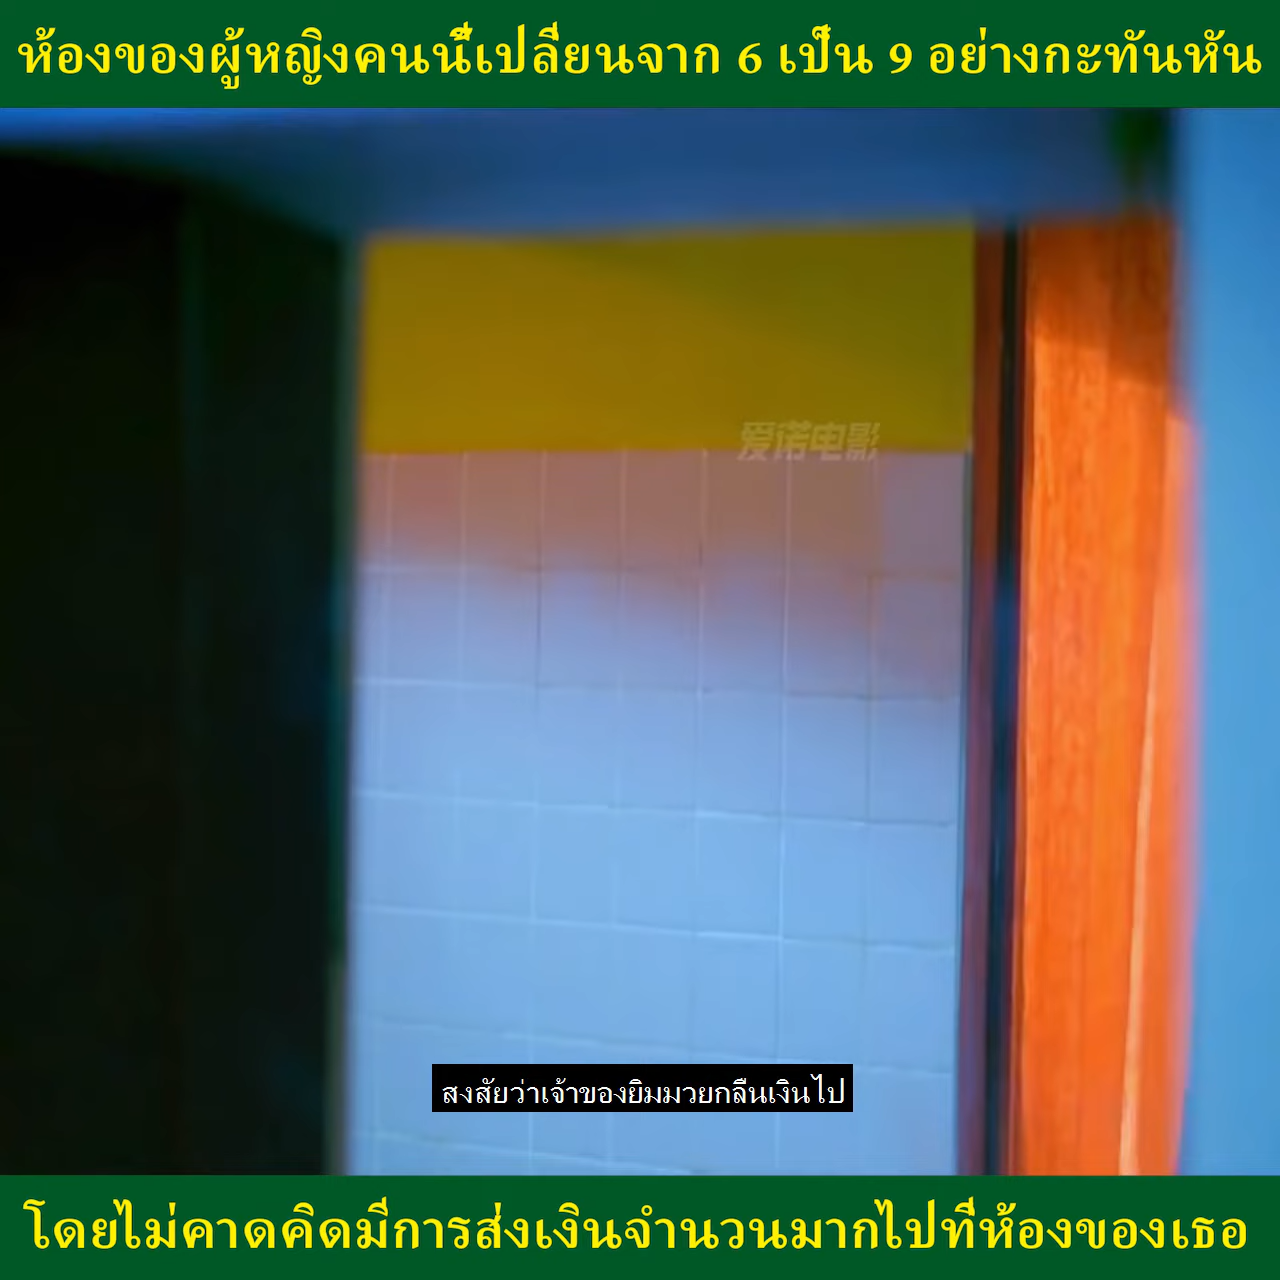 ห้องของผู้หญิงคนนี้เปลี่ยนจาก 6 เป็น 9 อย่างกะทันหัน
爱诺电影
สงสัยว่าเจ้าของยิมมวยกลืนเงินไป
โดยไม่คาดคิดมีการส่งเงินจำนวนมากไปที่ห้องของเธอ